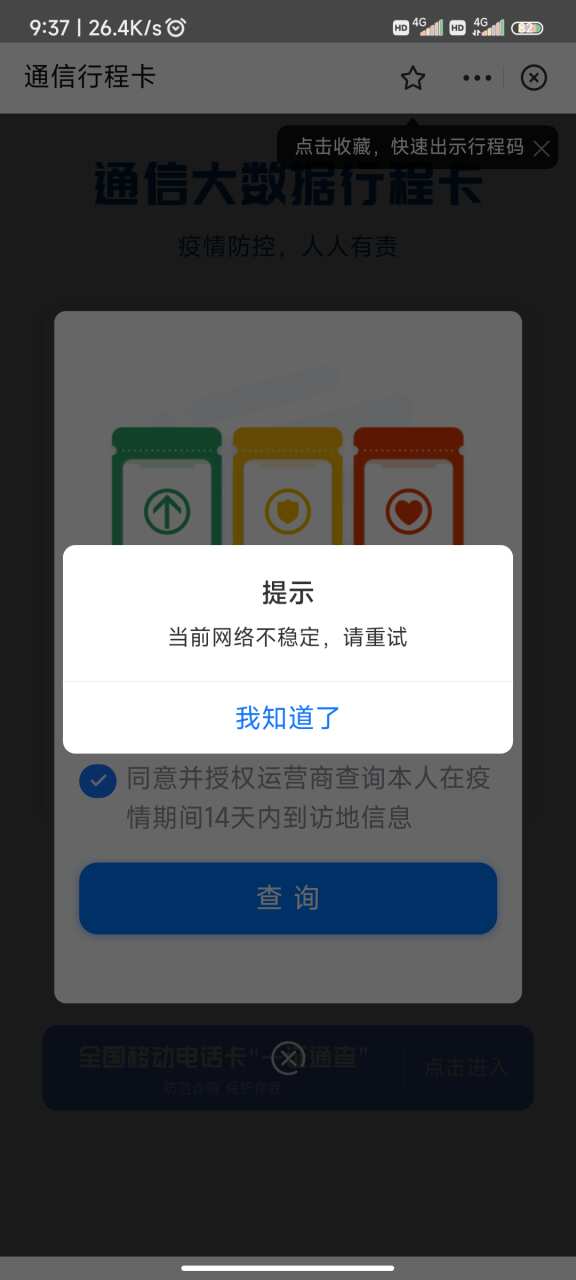 9:37 | 26.4K/s
HD 4G HD 4G
通信行程卡
点击收藏，快速出示行程码
通信大数据行程卡
疫情防控，人人有责
提示
当前网络不稳定，请重试
我知道了
同意并授权运营商查询本人在疫
情期间14天内到访地信息
查 询
全国移动电话卡"一证通查"
点击进入